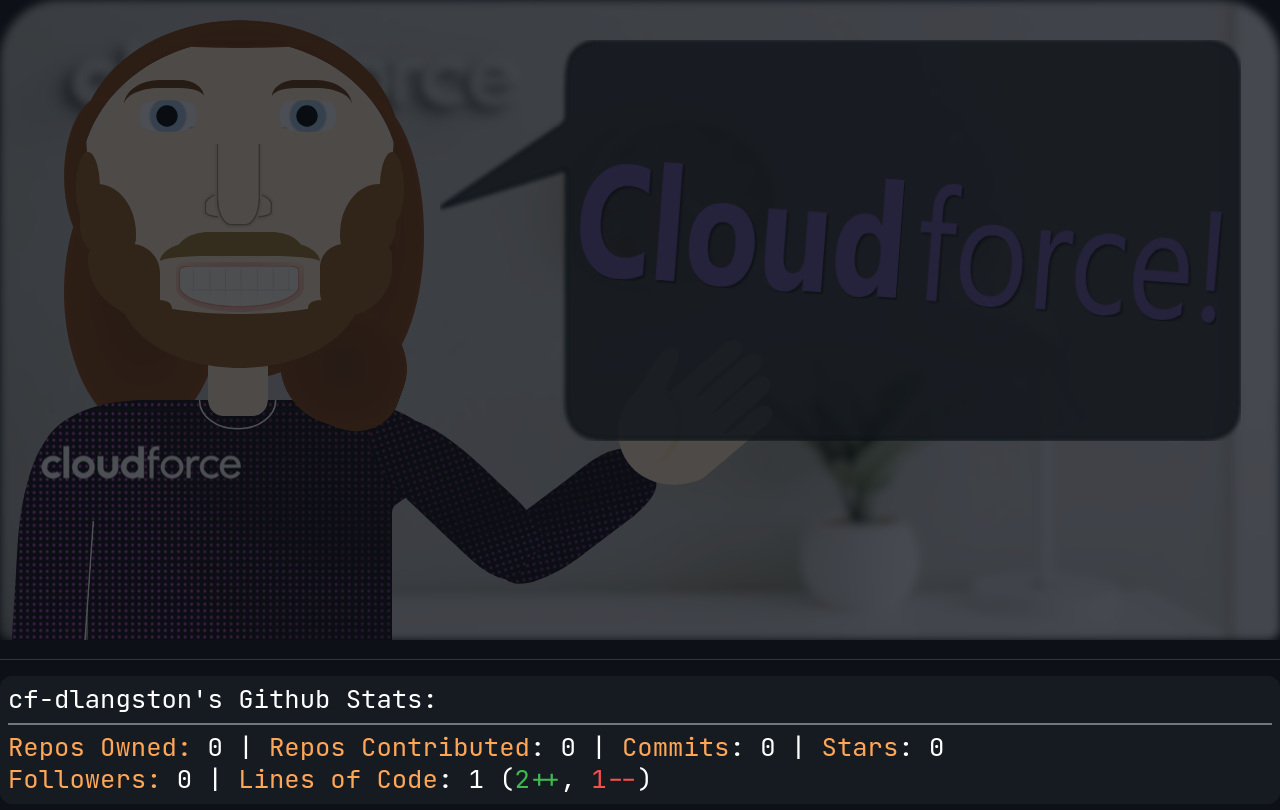 Cloudforce!
cloudforce
cf-dlangston's Github Stats:
Repos Owned: 0 | Repos Contributed: 0 | Commits: 0 | Stars: 0
Followers: 0 | Lines of Code: 1 (2++, 1--)